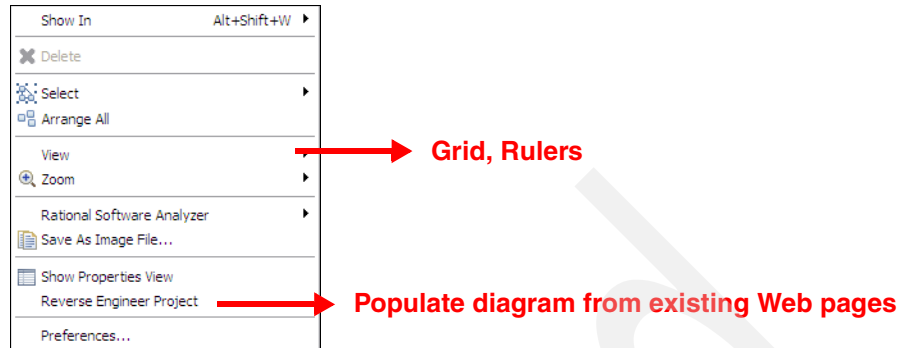 Show In Alt+Shift+W
Delete
Select
Arrange All
View
Grid, Rulers
Zoom
Rational Software Analyzer
Save As Image File...
Show Properties View
Reverse Engineer Project
Populate diagram from existing Web pages
Preferences...